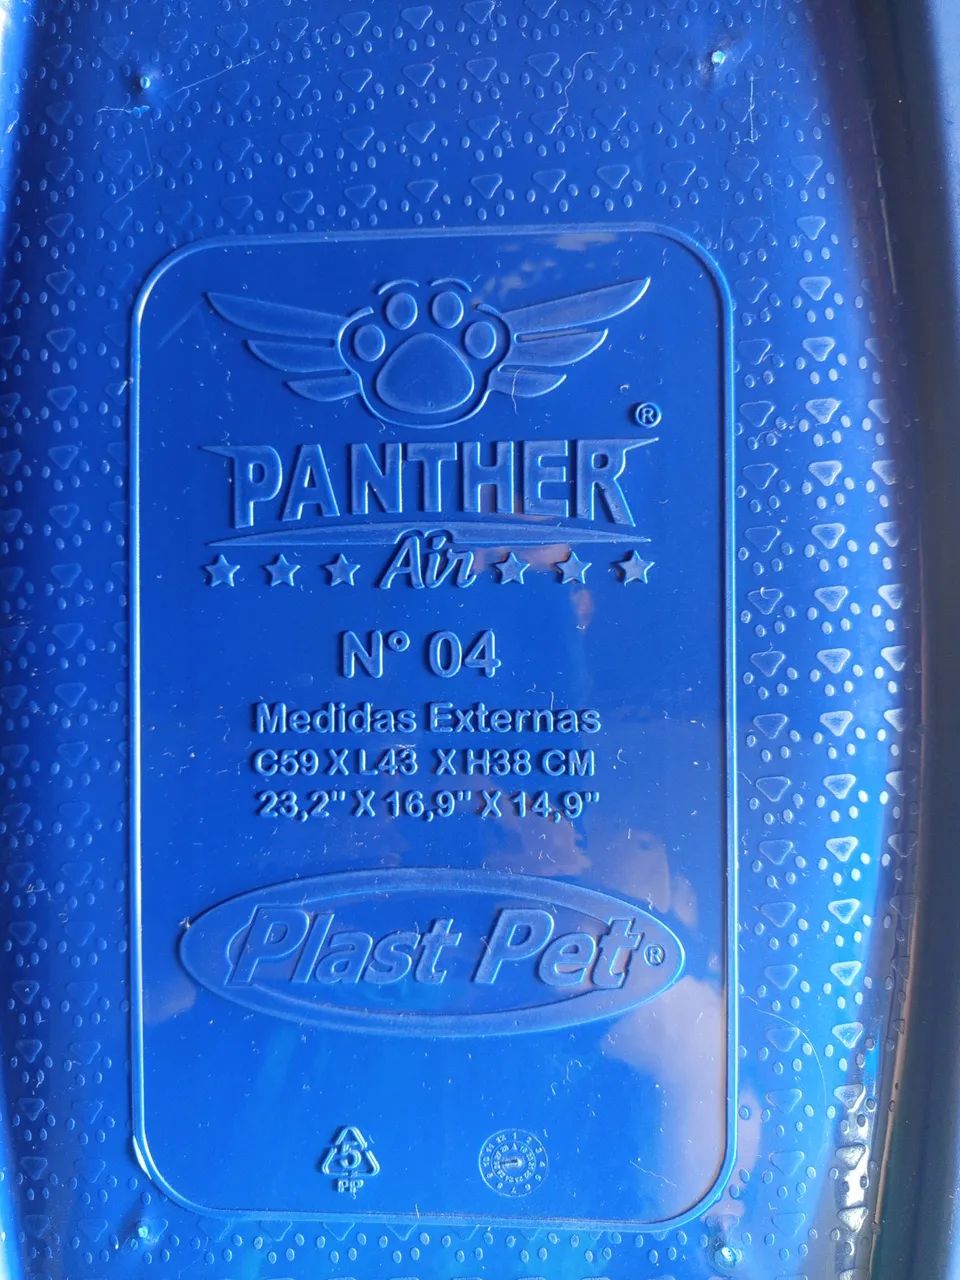 ®
PANTHER
Air
N° 04
Medidas Externas
C59 X L43 X H38 CM
23,2" X 16,9" X 14,9"
Plast Pet®
5
PP